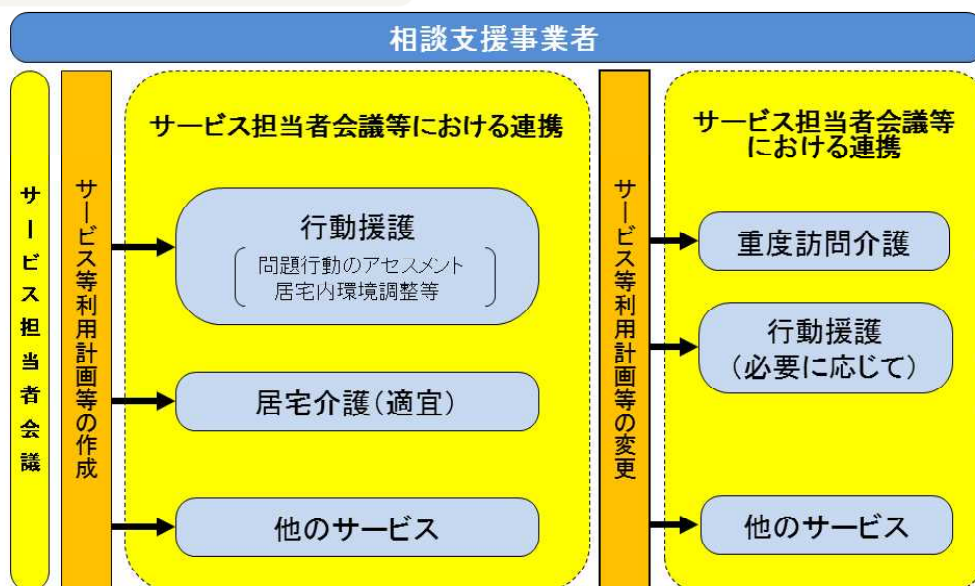 相談支援事業者
サービス担当者会議
サービス等利用計画等の作成
サービス担当者会議等における連携
行動援護
問題行動のアセスメント
居宅内環境調整等
居宅介護(適宜)
他のサービス
サービス等利用計画等の変更
サービス担当者会議等
における連携
重度訪問介護
行動援護
(必要に応じて)
他のサービス